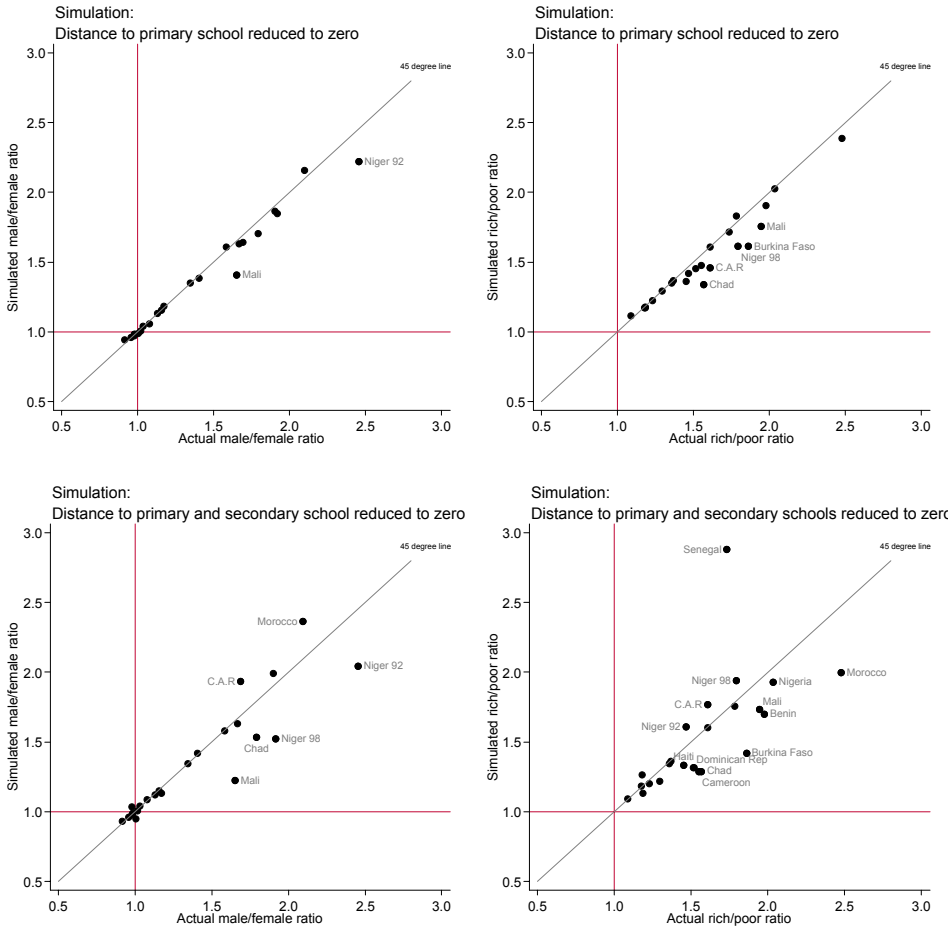 Simulation:
Distance to primary school reduced to zero
3.0
2.5
2.0
1.5
1.0
0.5
Simulated male/female ratio
45 degree line
Niger 92
Mali
0.5 1.0 1.5 2.0 2.5 3.0
Actual male/female ratio
Simulation:
Distance to primary school reduced to zero
3.0
2.5
2.0
1.5
1.0
0.5
Simulated rich/poor ratio
45 degree line
Mali
Burkina Faso
Niger 98
C.A.R
Chad
0.5 1.0 1.5 2.0 2.5 3.0
Actual rich/poor ratio
Simulation:
Distance to primary and secondary school reduced to zero
3.0
2.5
2.0
1.5
1.0
0.5
Simulated male/female ratio
45 degree line
Morocco
Niger 92
C.A.R
Chad
Niger 98
Mali
0.5 1.0 1.5 2.0 2.5 3.0
Actual male/female ratio
Simulation:
Distance to primary and secondary schools reduced to zero
3.0
2.5
2.0
1.5
1.0
0.5
Simulated rich/poor ratio
Senegal
45 degree line
Morocco
Niger 98
Nigeria
C.A.R
Mali
Benin
Niger 92
Burkina Faso
Haiti
Dominican Rep
Chad
Cameroon
0.5 1.0 1.5 2.0 2.5 3.0
Actual rich/poor ratio